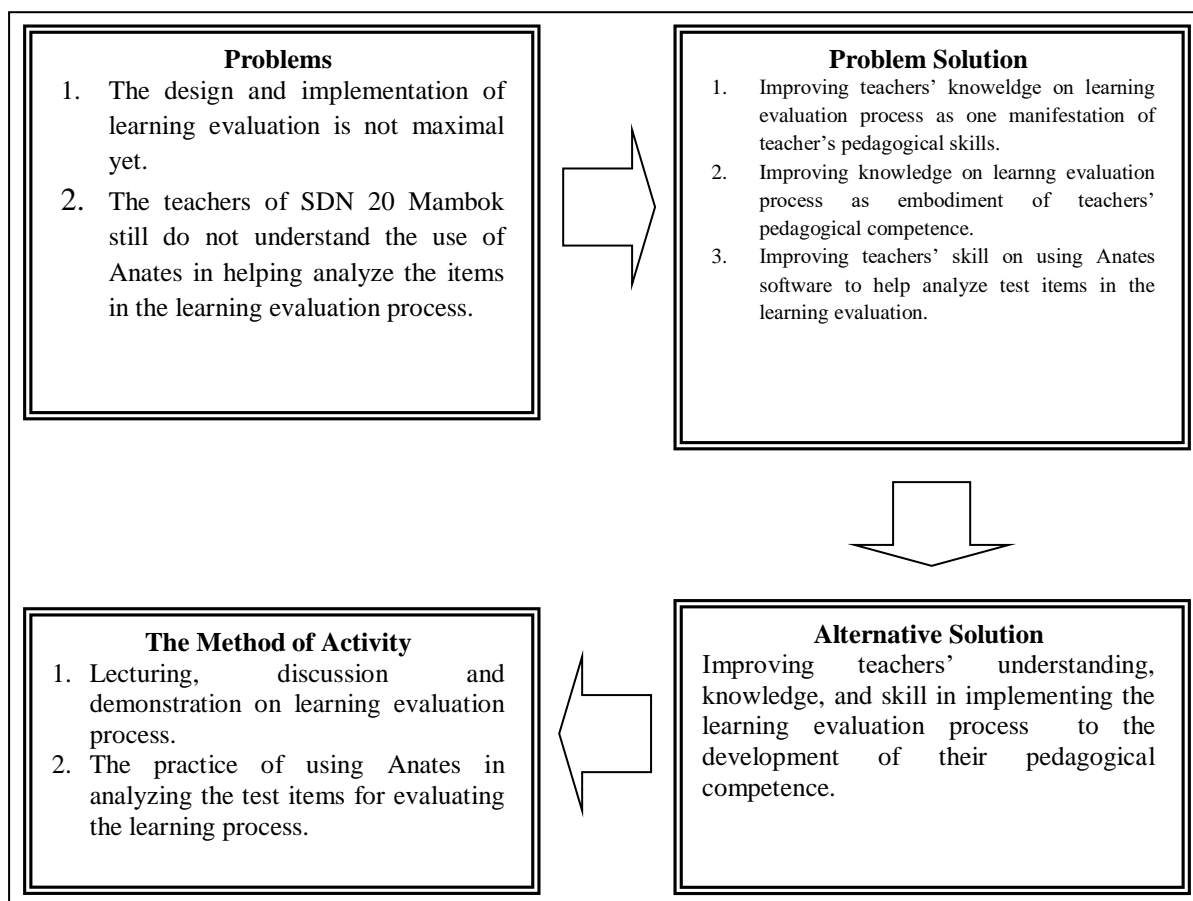 Problems
1. The design and implementation of
learning evaluation is not maximal
yet.
2. The teachers of SDN 20 Mambok
still do not understand the use of
Anates in helping analyze the items
in the learning evaluation process.
Problem Solution
1. Improving teachers’ knoweldge on learning
evaluation process as one manifestation of
teacher’s pedagogical skills.
2. Improving knowledge on learnng evaluation
process as embodiment of teachers’
pedagogical competence.
3. Improving teachers’ skill on using Anates
software to help analyze test items in the
learning evaluation.
Alternative Solution
Improving teachers’ understanding,
knowledge, and skill in implementing the
learning evaluation process to the
development of their pedagogical
competence.
The Method of Activity
1. Lecturing, discussion and
demonstration on learning evaluation
process.
2. The practice of using Anates in
analyzing the test items for evaluating
the learning process.